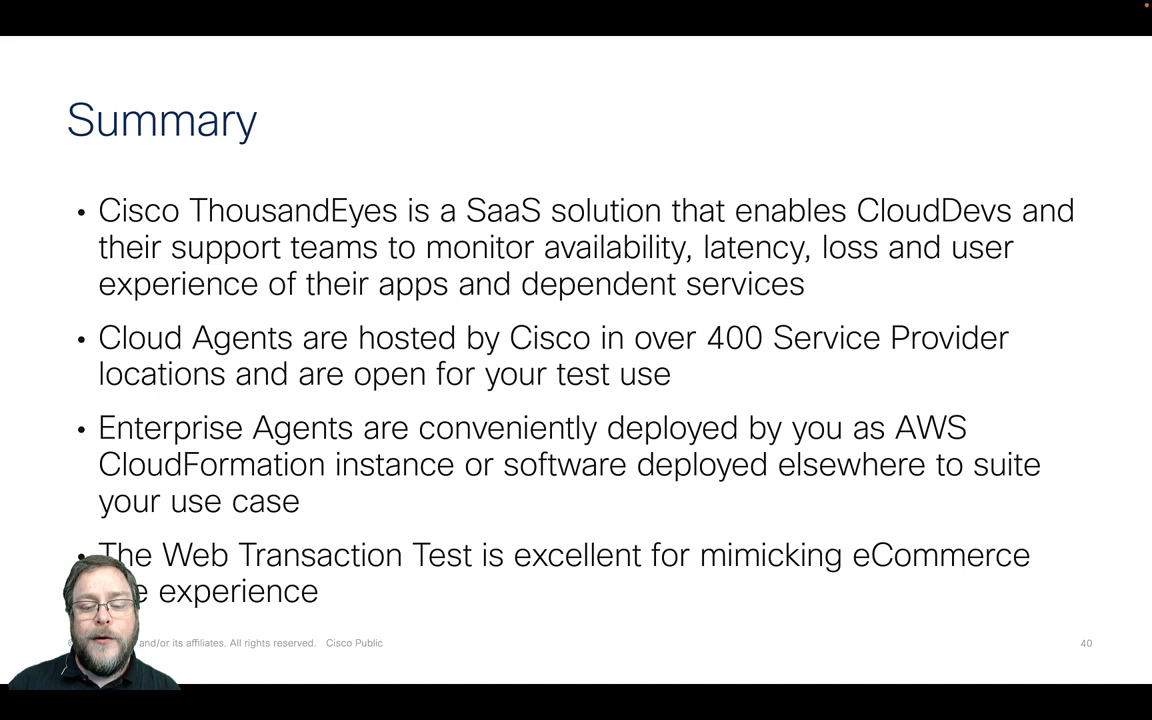 Summary
• Cisco ThousandEyes is a SaaS solution that enables CloudDevs and
their support teams to monitor availability, latency, loss and user
experience of their apps and dependent services
• Cloud Agents are hosted by Cisco in over 400 Service Provider
locations and are open for your test use
• Enterprise Agents are conveniently deployed by you as AWS
CloudFormation instance or software deployed elsewhere to suite
your use case
• The Web Transaction Test is excellent for mimicking eCommerce
experience
and/or its affiliates. All rights reserved. Cisco Public
40